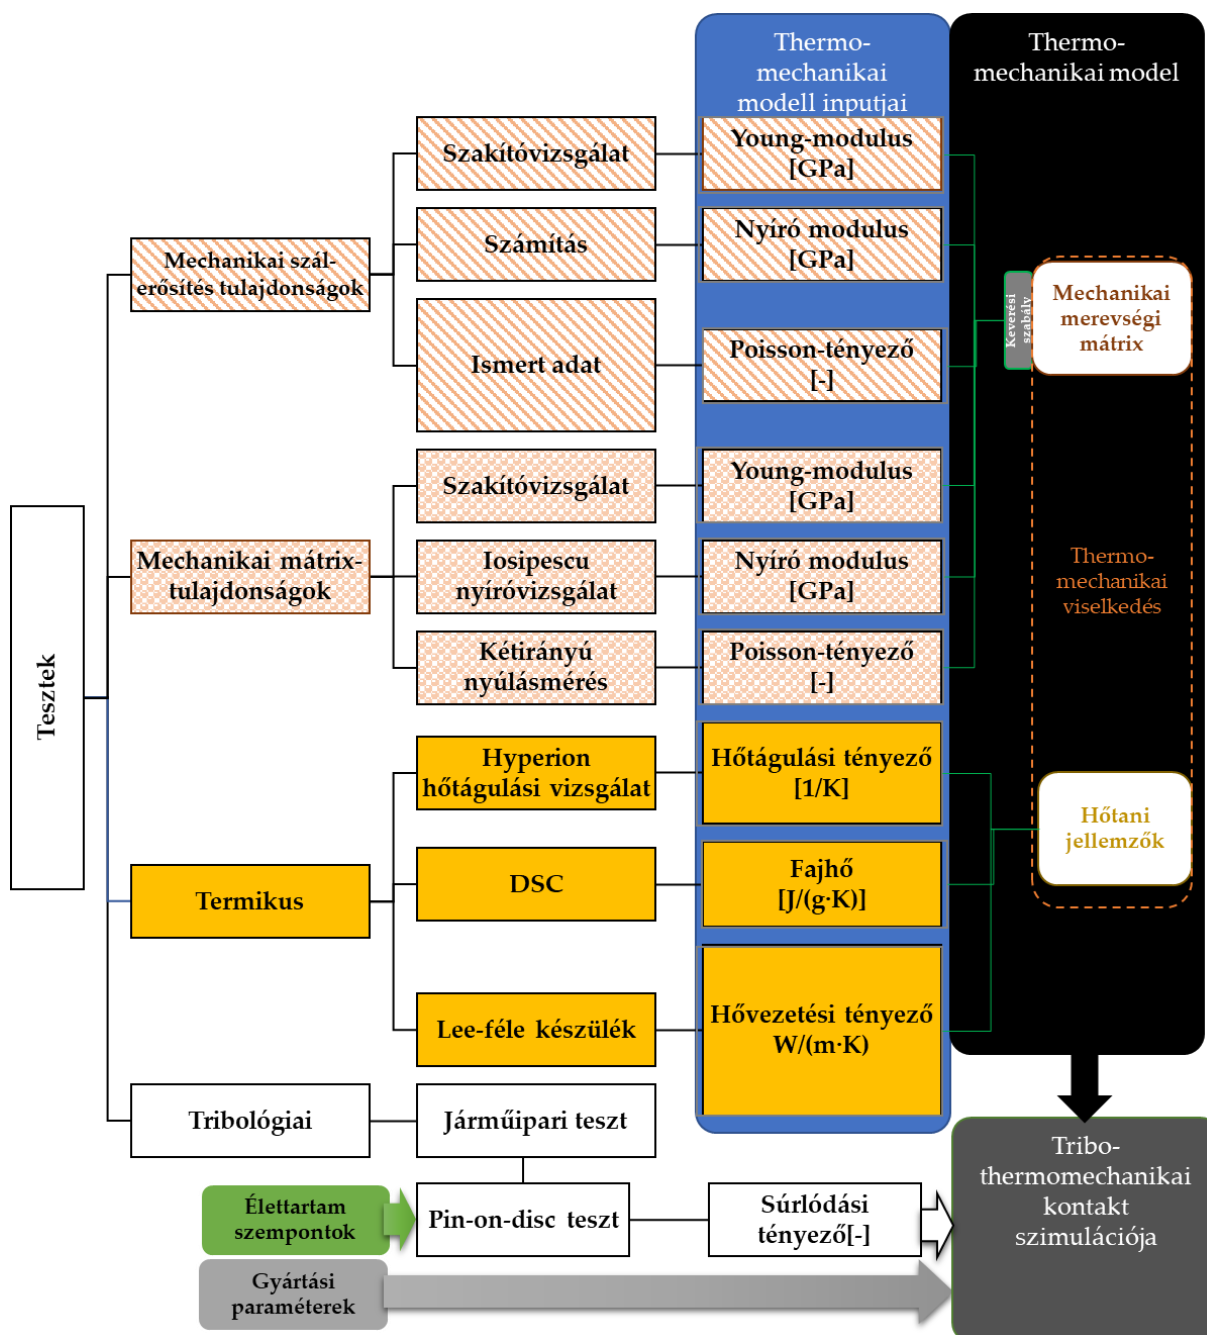 Thermo-
mechanikai
modell inputjai
Thermo-
mechanikai model
Szakítóvizsgálat
Young-modulus
[GPa]
Számítás
Nyíró modulus
[GPa]
Mechanikai szál-
erősítés tulajdonságok
Ismert adat
Poisson-tényező
[-]
Keverési
szabály
Mechanikai
merevségi
mátrix
Szakítóvizsgálat
Young-modulus
[GPa]
Mechanikai mátrix-
tulajdonságok
Iosipescu
nyíróvizsgálat
Nyíró modulus
[GPa]
Thermo-
mechanikai
viselkedés
Kétirányú
nyúlásmérés
Poisson-tényező
[-]
Tesztek
Hyperion
hőtágulási vizsgálat
Hőtágulási tényező
[1/K]
Hőtani
jellemzők
Termikus
DSC
Fajhő
[J/(g·K)]
Lee-féle készülék
Hővezetési tényező
W/(m·K)
Tribológiai
Járműipari teszt
Élettartam
szempontok
Pin-on-disc teszt
Súrlódási
tényező[-]
Tribo-
thermomechanikai
kontakt
szimulációja
Gyártási
paraméterek